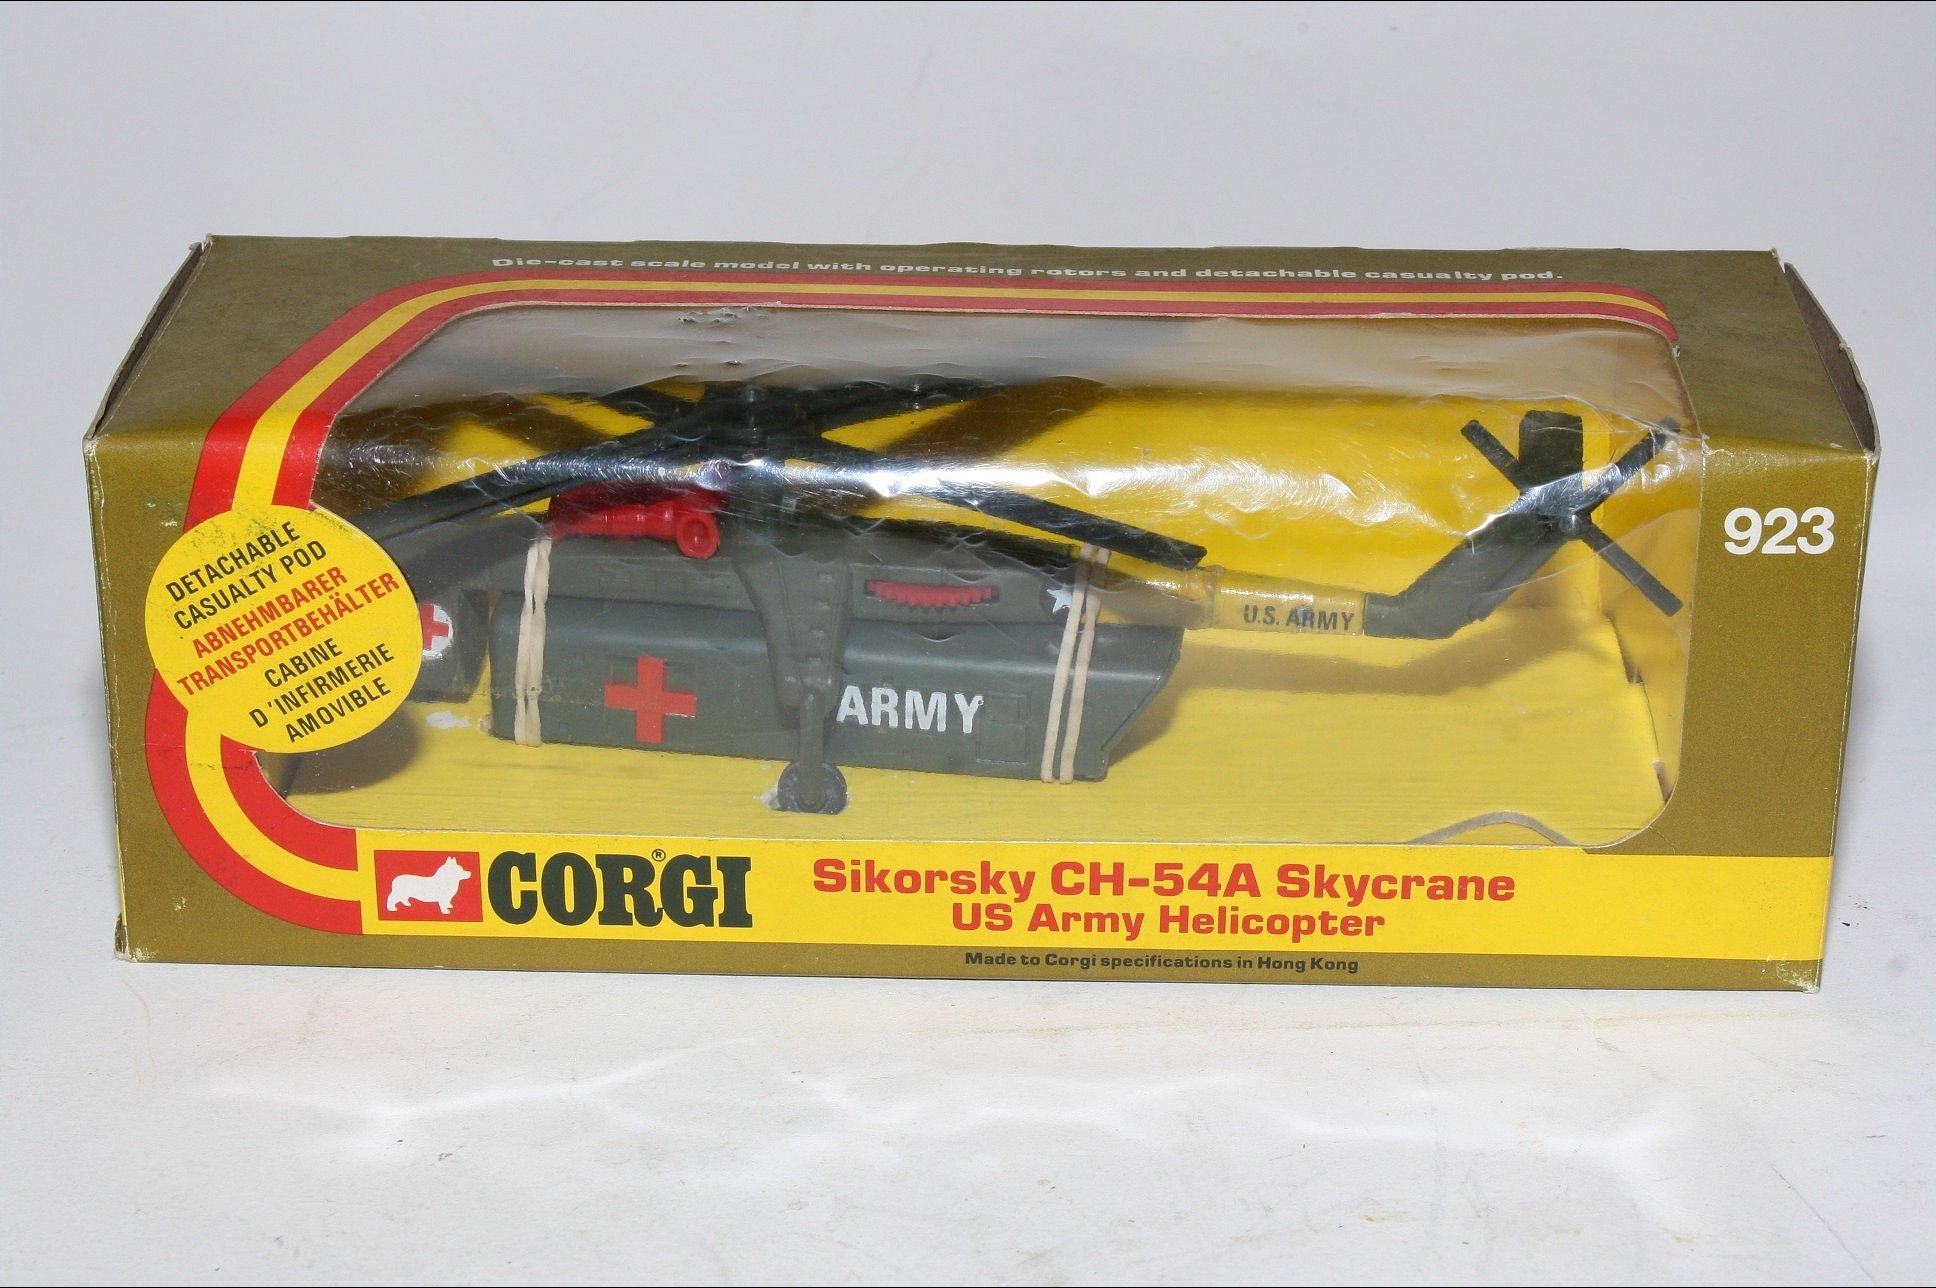 Die-cast scale model with operating rotors and detachable casualty pod.
DETACHABLE
CASUALTY POD
ABNEHMBARER
TRANSPORTBEHÄLTER
CABINE
D'INFIRMERIE
AMOVIBLE
923
U.S. ARMY
ARMY
CORGI®
Sikorsky CH-54A Skycrane
US Army Helicopter
Made to Corgi specifications in Hong Kong